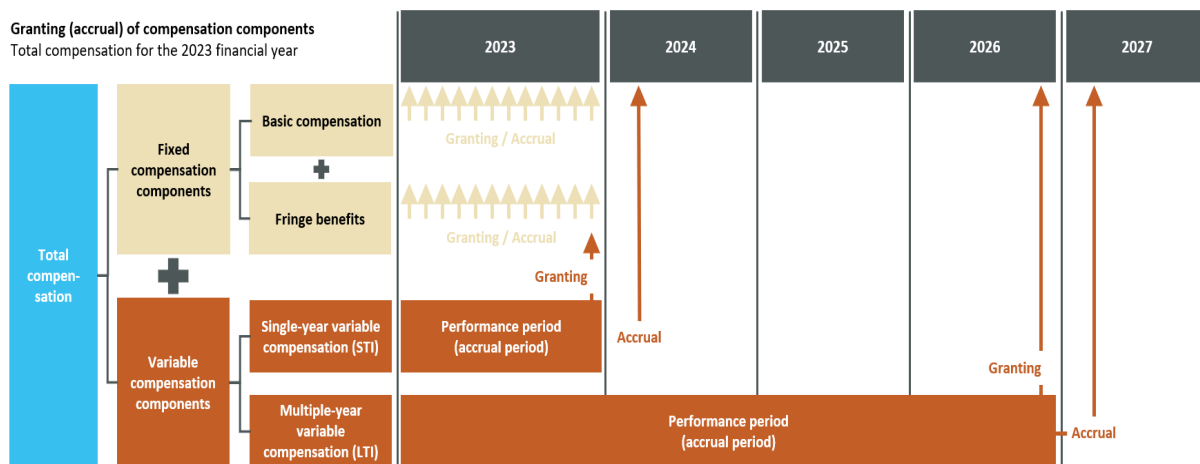 Granting (accrual) of compensation components
Total compensation for the 2023 financial year
2023
2024
2025
2026
2027
Total
compen-
sation
Fixed
compensation
components
Basic compensation
Fringe benefits
Granting / Accrual
Granting / Accrual
Variable
compensation
components
Single-year variable
compensation (STI)
Multiple-year
variable
compensation (LTI)
Granting
Performance period
(accrual period)
Accrual
Granting
Performance period
(accrual period)
Accrual